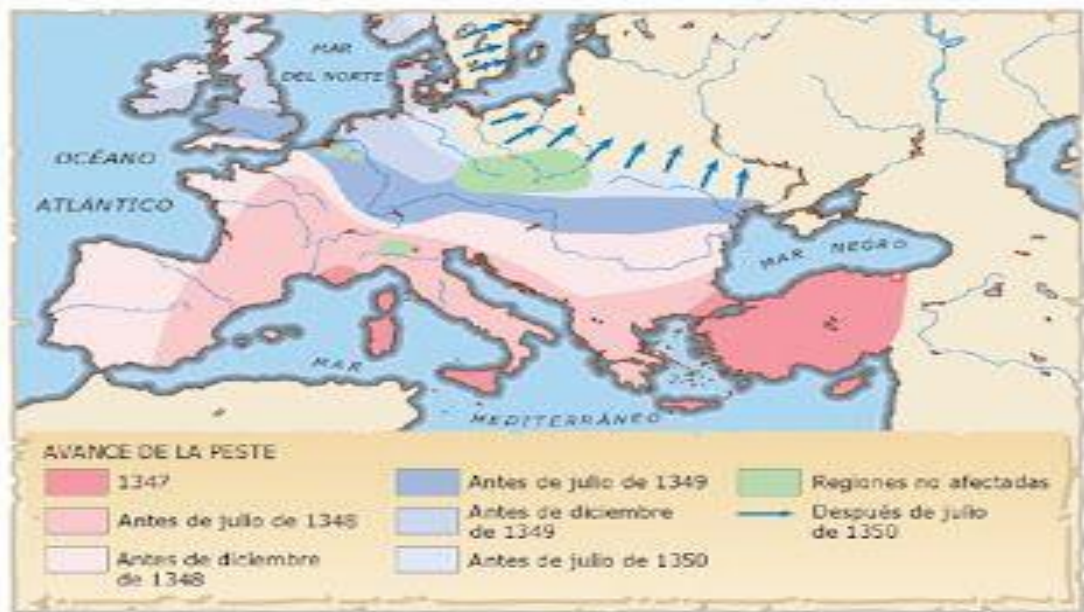 MAR
DEL NORTE
OCÉANO
ATLÁNTICO
MAR NEGRO
MAR
MEDITERRÁNEO
AVANCE DE LA PESTE
1347
Antes de julio de 1348
Antes de diciembre
de 1348
Antes de julio de 1349
Antes de diciembre
de 1349
Antes de julio de 1350
Regiones no afectadas
Después de julio
de 1350